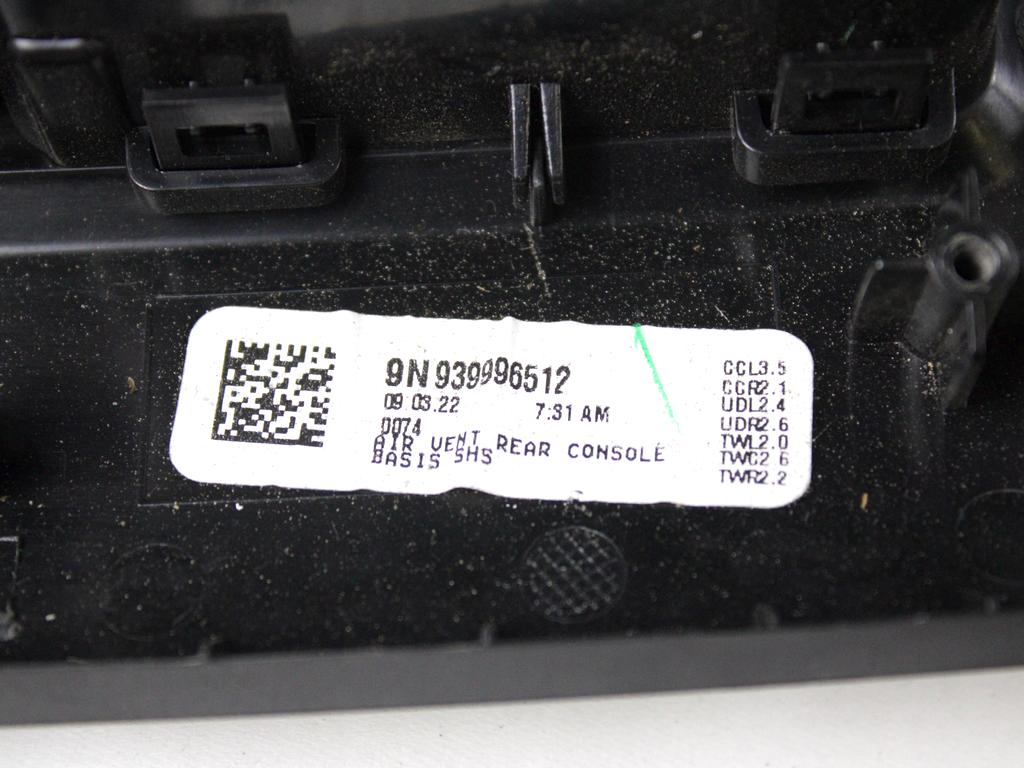 9N939996512
09.03.22 7:31 AM
0074
AIR VENT REAR CONSOLE
BASIS SHS
CCL3.5
CCR2.1
UDL2.4
UDR2.6
TWL2.0
TWC2.6
TWR2.2